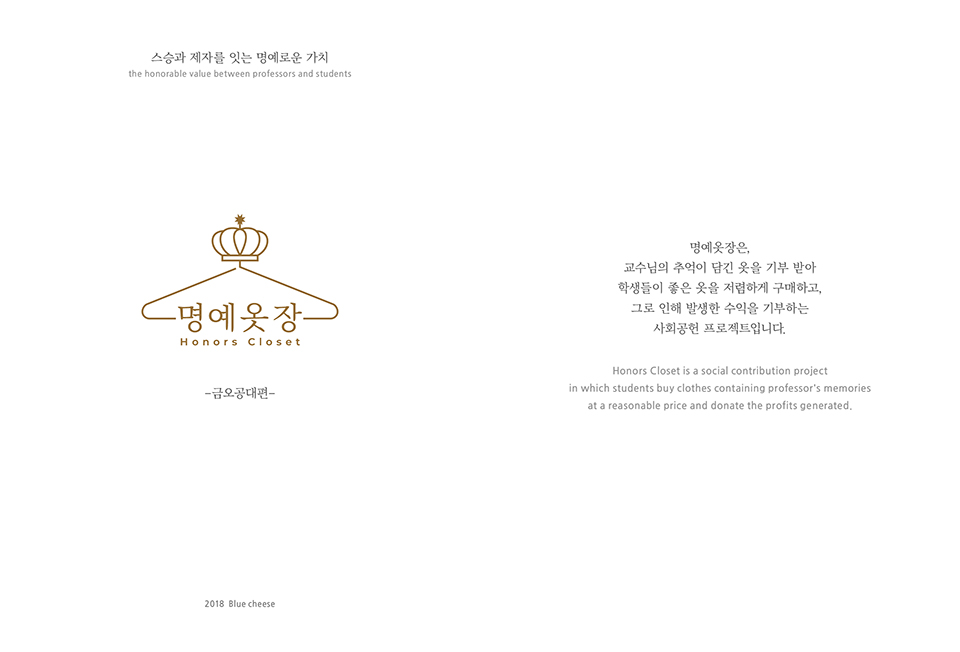 스승과 제자를 잇는 명예로운 가치
the honorable value between professors and students
명예옷장
Honors Closet
–금오공대편–
2018 Blue cheese
명예옷장은,
교수님의 추억이 담긴 옷을 기부 받아
학생들이 좋은 옷을 저렴하게 구매하고,
그로 인해 발생한 수익을 기부하는
사회공헌 프로젝트입니다.
Honors Closet is a social contribution project
in which students buy clothes containing professor's memories
at a reasonable price and donate the profits generated.